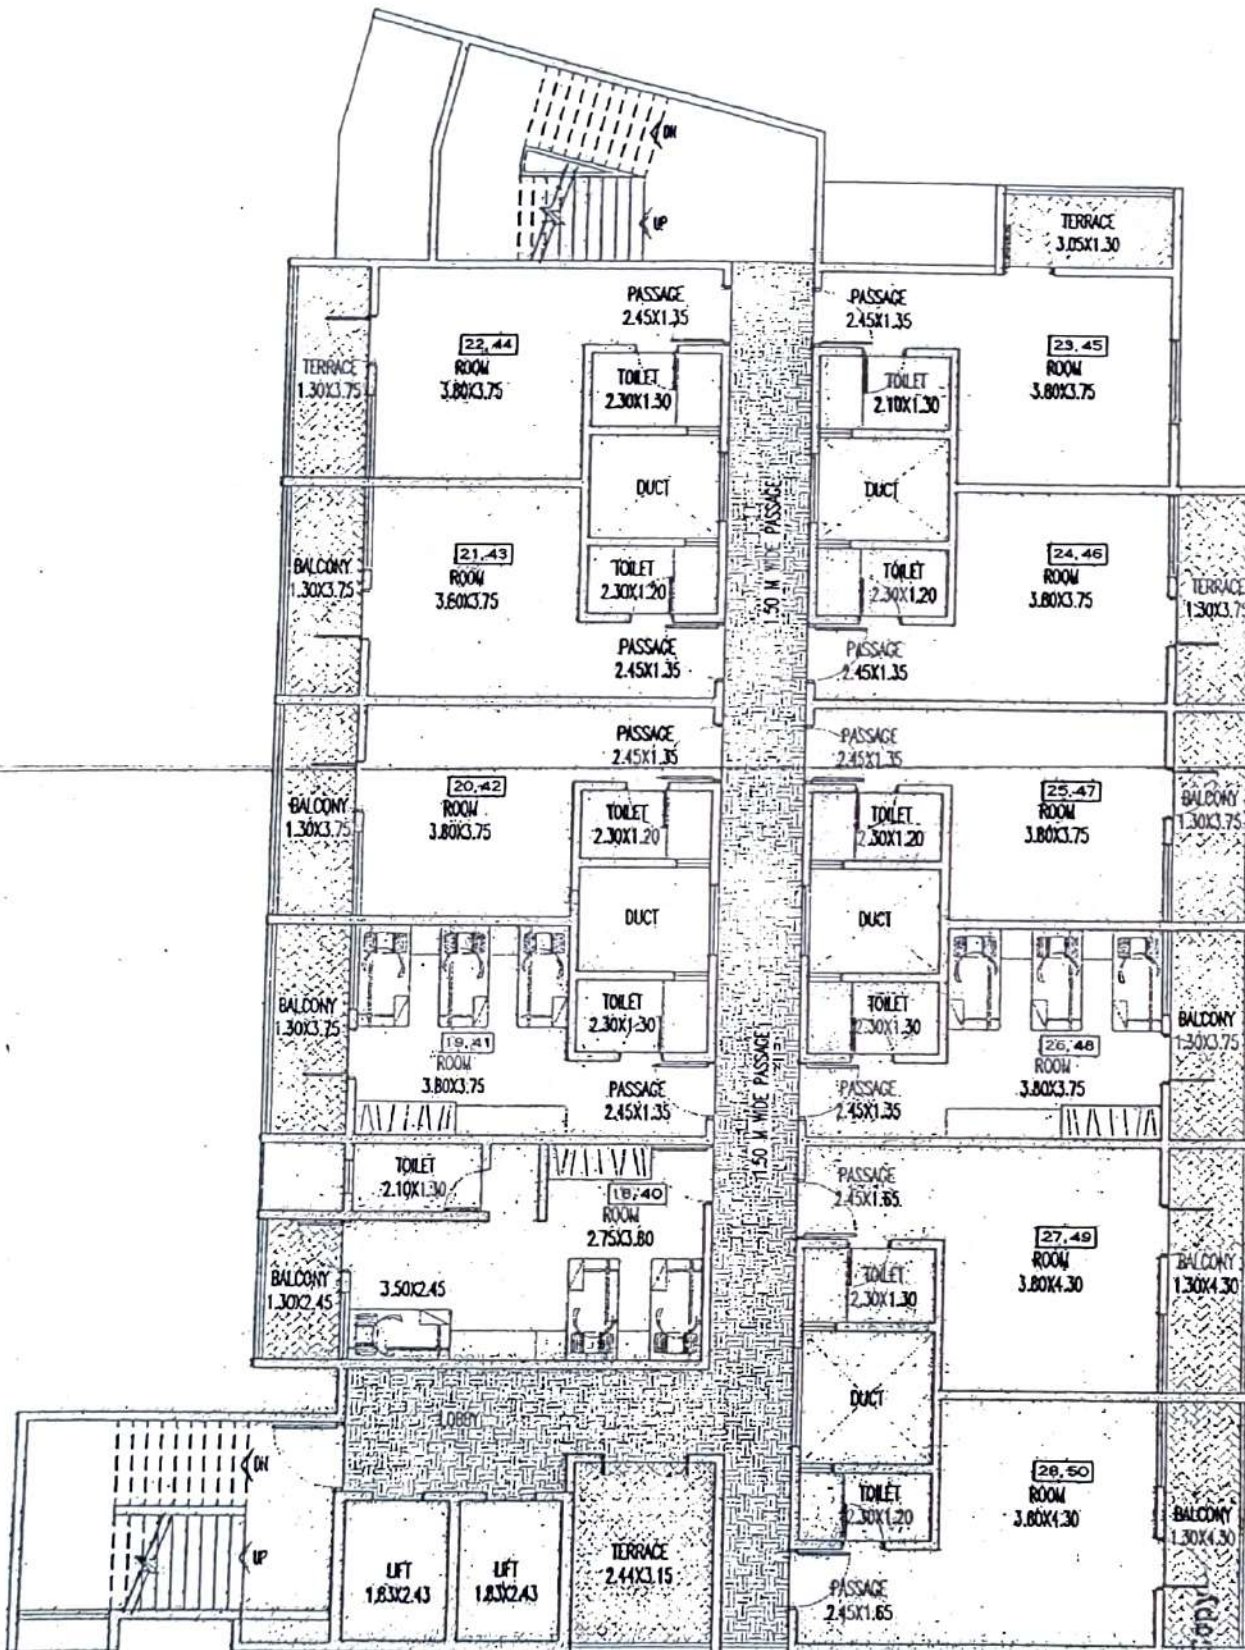 DN
UP
TERRACE
3.05X1.30
PASSAGE
2.45X1.35
PASSAGE
2.45X1.35
22,44
ROOM
3.80X3.75
TERRACE
1.30X3.75
TOILET
2.30X1.30
TOILET
2.10X1.30
23,45
ROOM
3.80X3.75
DUCT
DUCT
1.50 M WIDE PASSAGE
21,43
ROOM
3.80X3.75
BALCONY
1.30X3.75
TOILET
2.30X1.20
TOILET
2.30X1.20
24,46
ROOM
3.80X3.75
TERRACE
1.30X3.75
PASSAGE
2.45X1.35
PASSAGE
2.45X1.35
PASSAGE
2.45X1.35
PASSAGE
2.45X1.35
BALCONY
1.30X3.75
20,42
ROOM
3.80X3.75
TOILET
2.30X1.20
TOILET
2.30X1.20
25,47
ROOM
3.80X3.75
BALCONY
1.30X3.75
DUCT
DUCT
BALCONY
1.30X3.75
19,41
ROOM
3.80X3.75
TOILET
2.30X1.30
TOILET
2.30X1.30
26,48
ROOM
3.80X3.75
BALCONY
1.30X3.75
PASSAGE
2.45X1.35
PASSAGE
2.45X1.35
1.50 M WIDE PASSAGE
TOILET
2.10X1.30
18,40
ROOM
2.75X3.80
PASSAGE
2.45X1.65
27,49
ROOM
3.80X4.30
BALCONY
1.30X2.45
3.50X2.45
TOILET
2.30X1.30
BALCONY
1.30X4.30
DUCT
LOBBY
DN
UP
LIFT
1.83X2.43
LIFT
1.83X2.43
TERRACE
2.44X3.15
TOILET
2.30X1.20
28,50
ROOM
3.80X4.30
BALCONY
1.30X4.30
PASSAGE
2.45X1.65